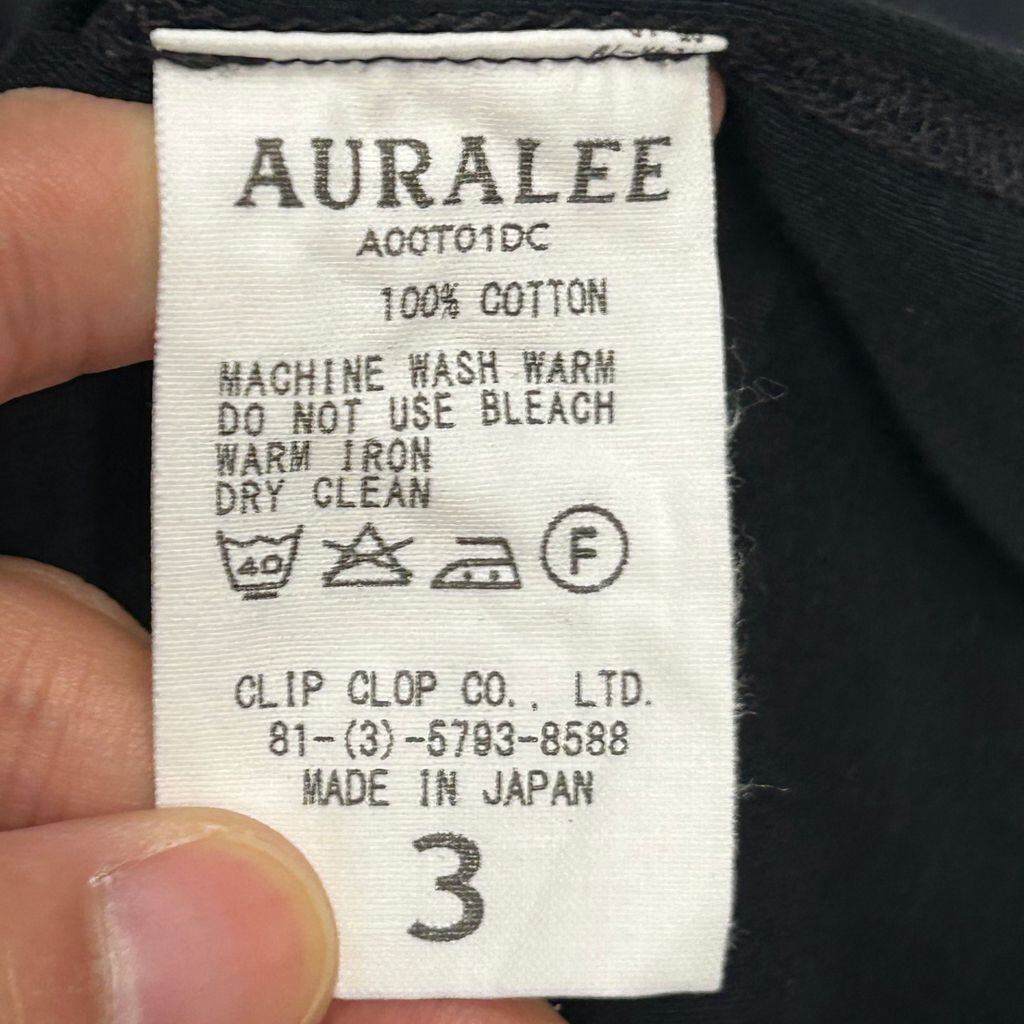 AURALEE
A00T01DC
100% COTTON
MACHINE WASH WARM
DO NOT USE BLEACH
WARM IRON
DRY CLEAN
40 F
CLIP CLOP CO., LTD.
81-(3)-5793-8588
MADE IN JAPAN
3